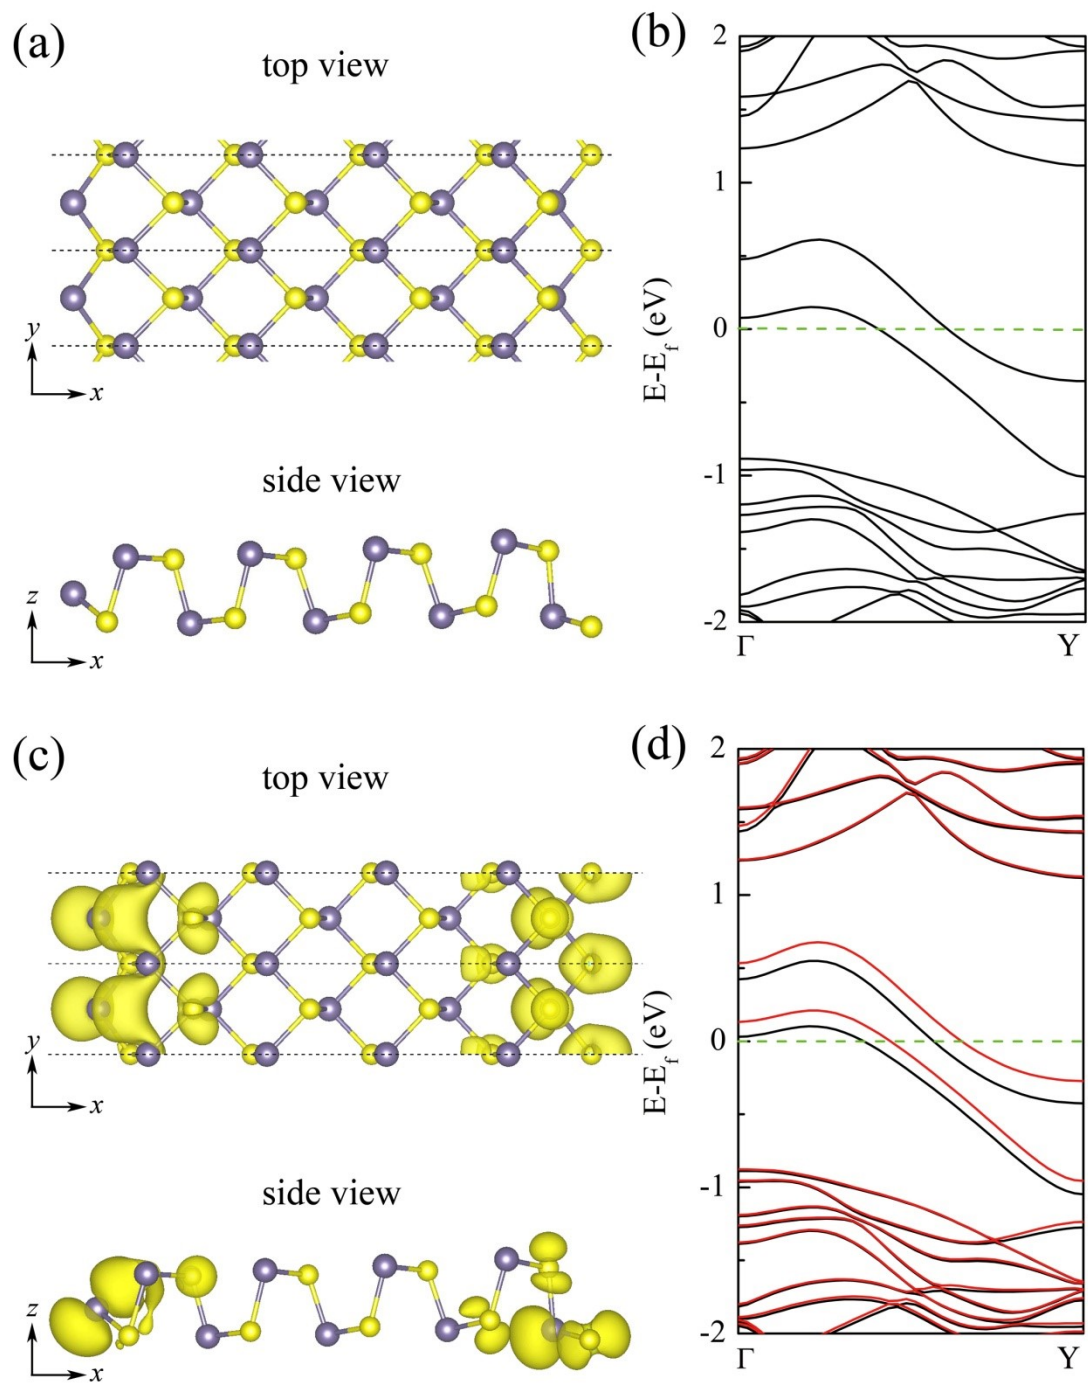 (a)
top view
y
x
side view
z
x
(b)
2
1
0
-1
-2
E-E_f (eV)
Γ
Y
(c)
top view
y
x
side view
z
x
(d)
2
1
0
-1
-2
E-E_f (eV)
Γ
Y